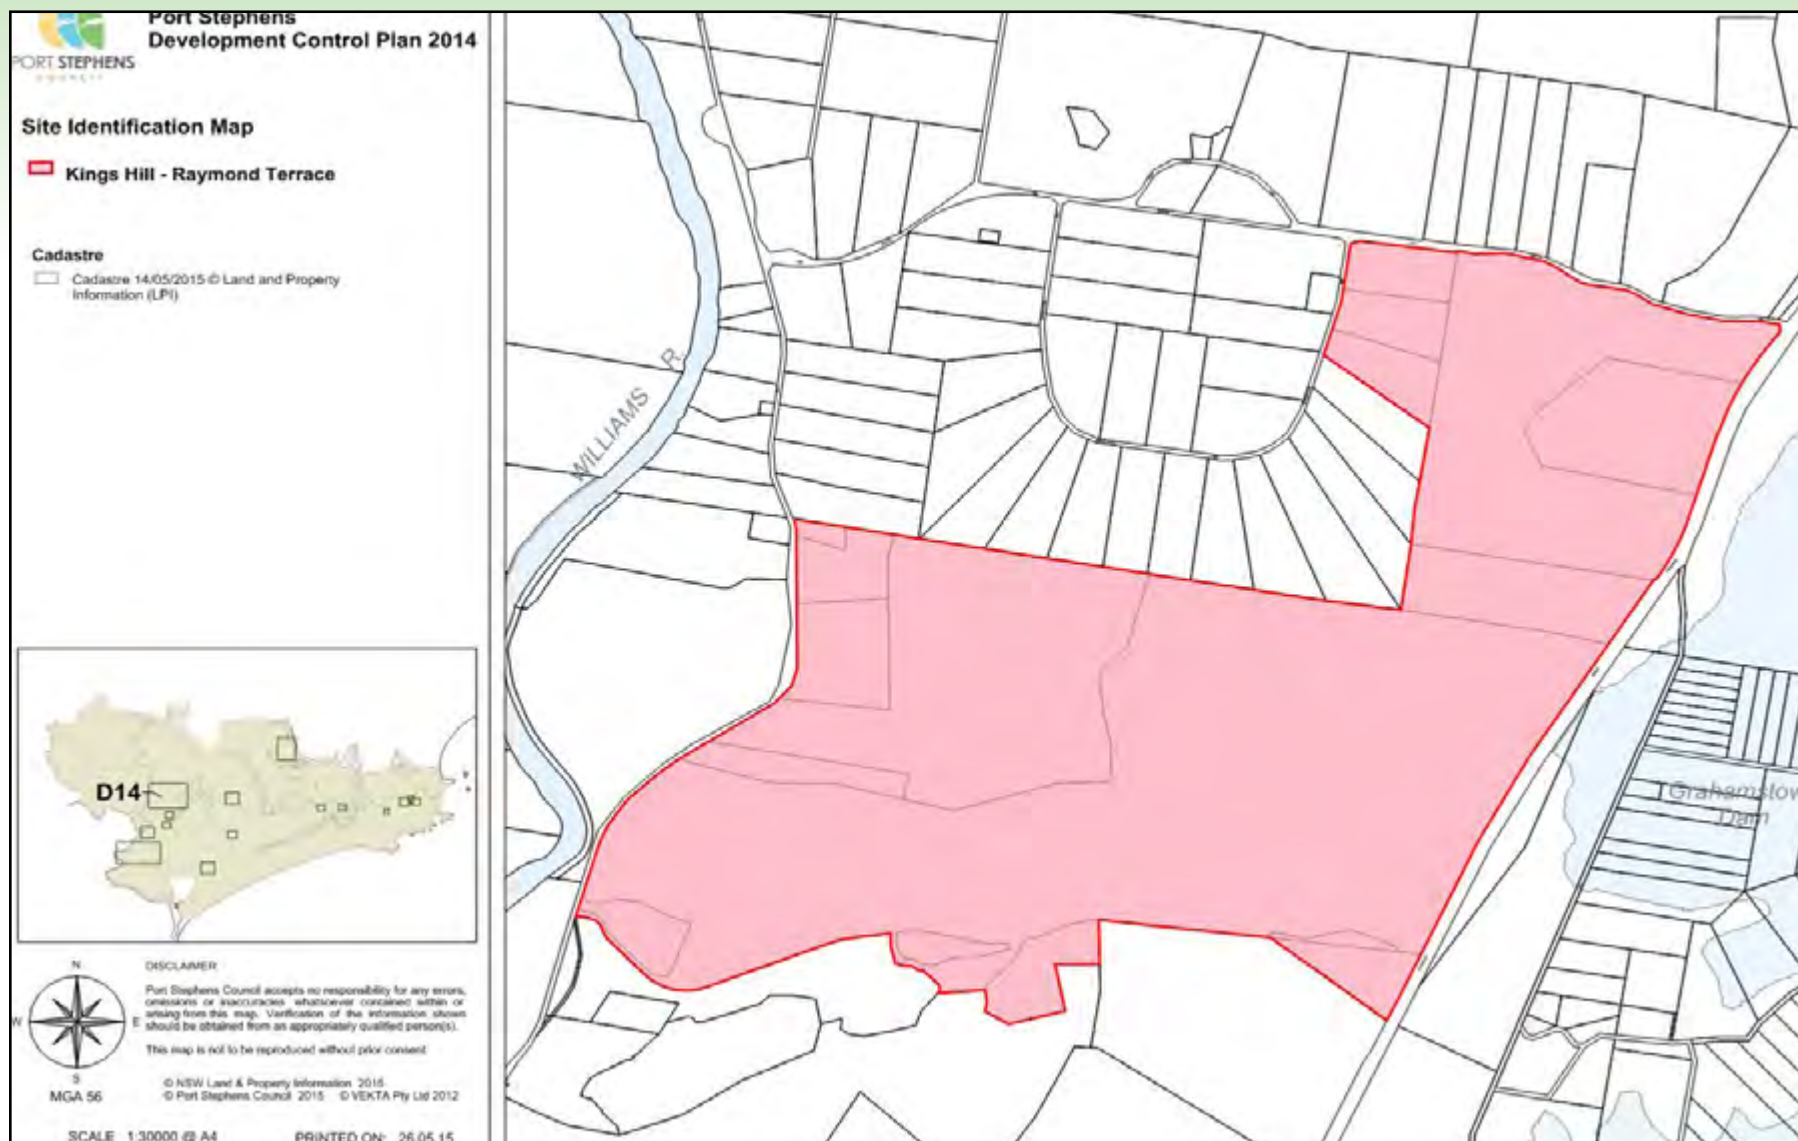 Port Stephens
Development Control Plan 2014
PORT STEPHENS
COUNCIL
Site Identification Map
Kings Hill - Raymond Terrace
Cadastre
Cadastre 14/05/2015 © Land and Property
Information (LPI)
WILLIAMS R.
Grahamstow
Dam
D14
N
W
E
S
MGA 56
DISCLAIMER
Port Stephens Council accepts no responsibility for any errors,
omissions or inaccuracies whatsoever contained within or
arising from this map. Verification of the information shown
should be obtained from an appropriately qualified person(s).
This map is not to be reproduced without prior consent
© NSW Land & Property Information 2015
© Port Stephens Council 2015 © VEKTA Pty Ltd 2012
SCALE 1:30000 @ A4
PRINTED ON: 26.05.15